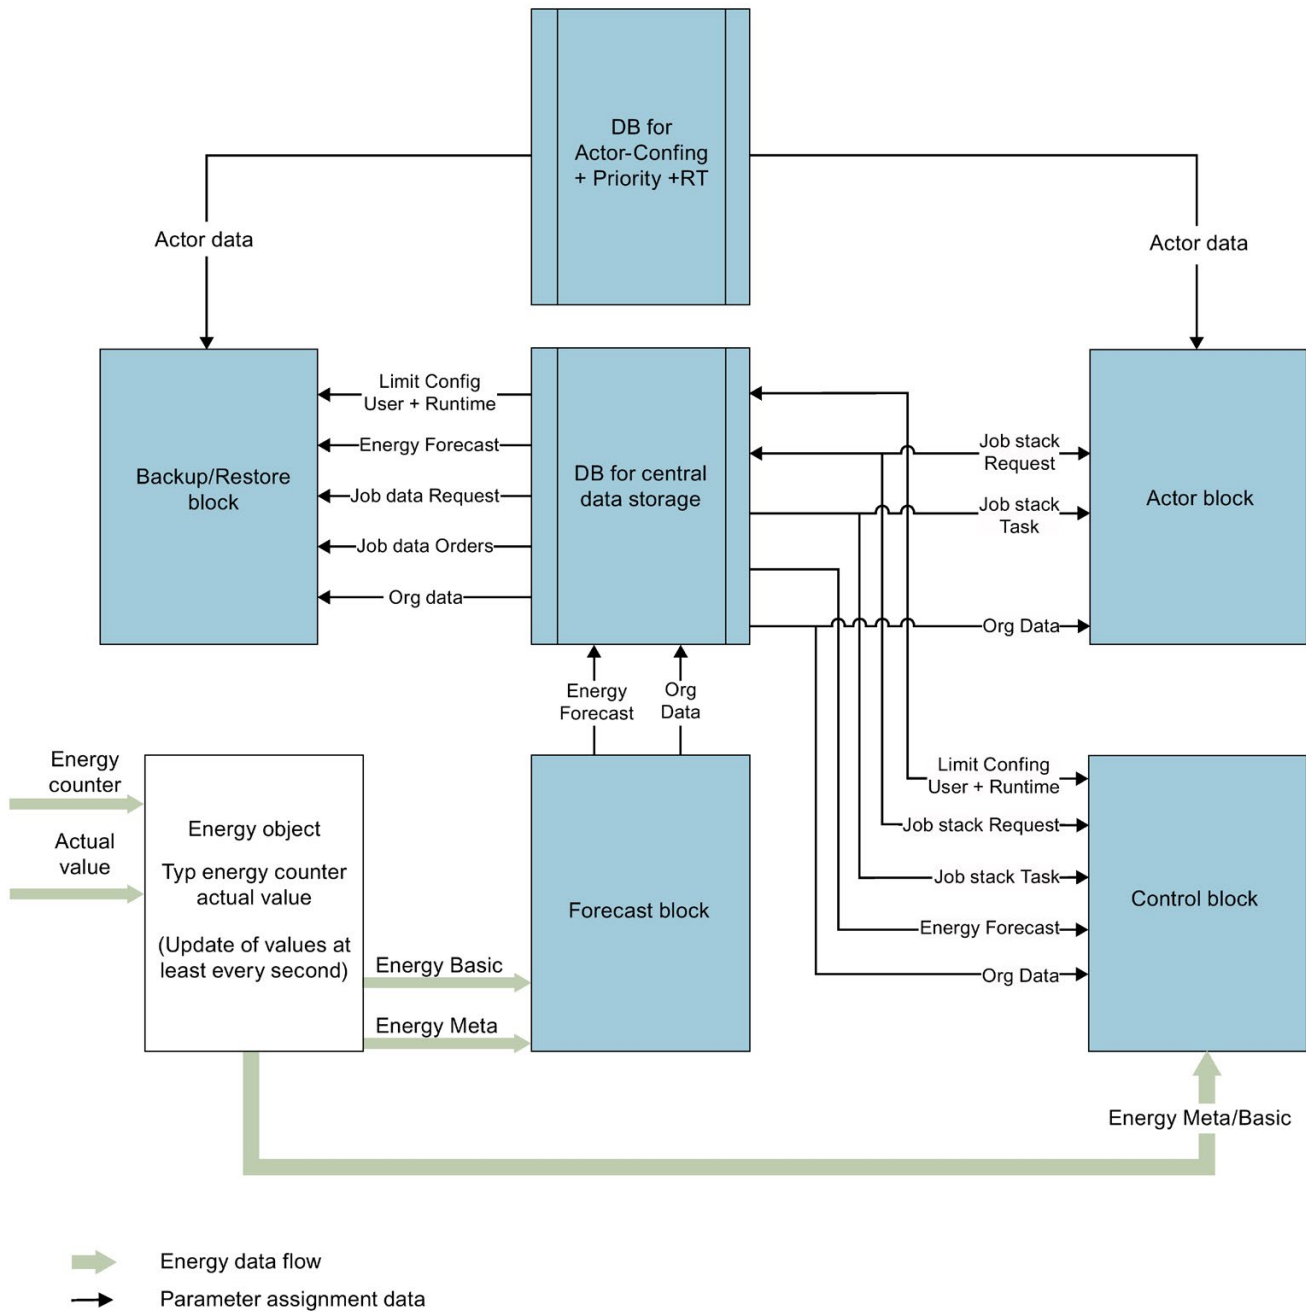 DB for
Actor-Confing
+ Priority +RT
Actor data
Actor data
Limit Config
User + Runtime
Energy Forecast
Job data Request
Job data Orders
Org data
Backup/Restore
block
DB for central
data storage
Job stack
Request
Job stack
Task
Org Data
Actor block
Energy
Forecast
Org
Data
Energy
counter
Actual
value
Energy object
Typ energy counter
actual value
(Update of values at
least every second)
Energy Basic
Energy Meta
Forecast block
Limit Confing
User + Runtime
Job stack Request
Job stack Task
Energy Forecast
Org Data
Control block
Energy Meta/Basic
Energy data flow
Parameter assignment data